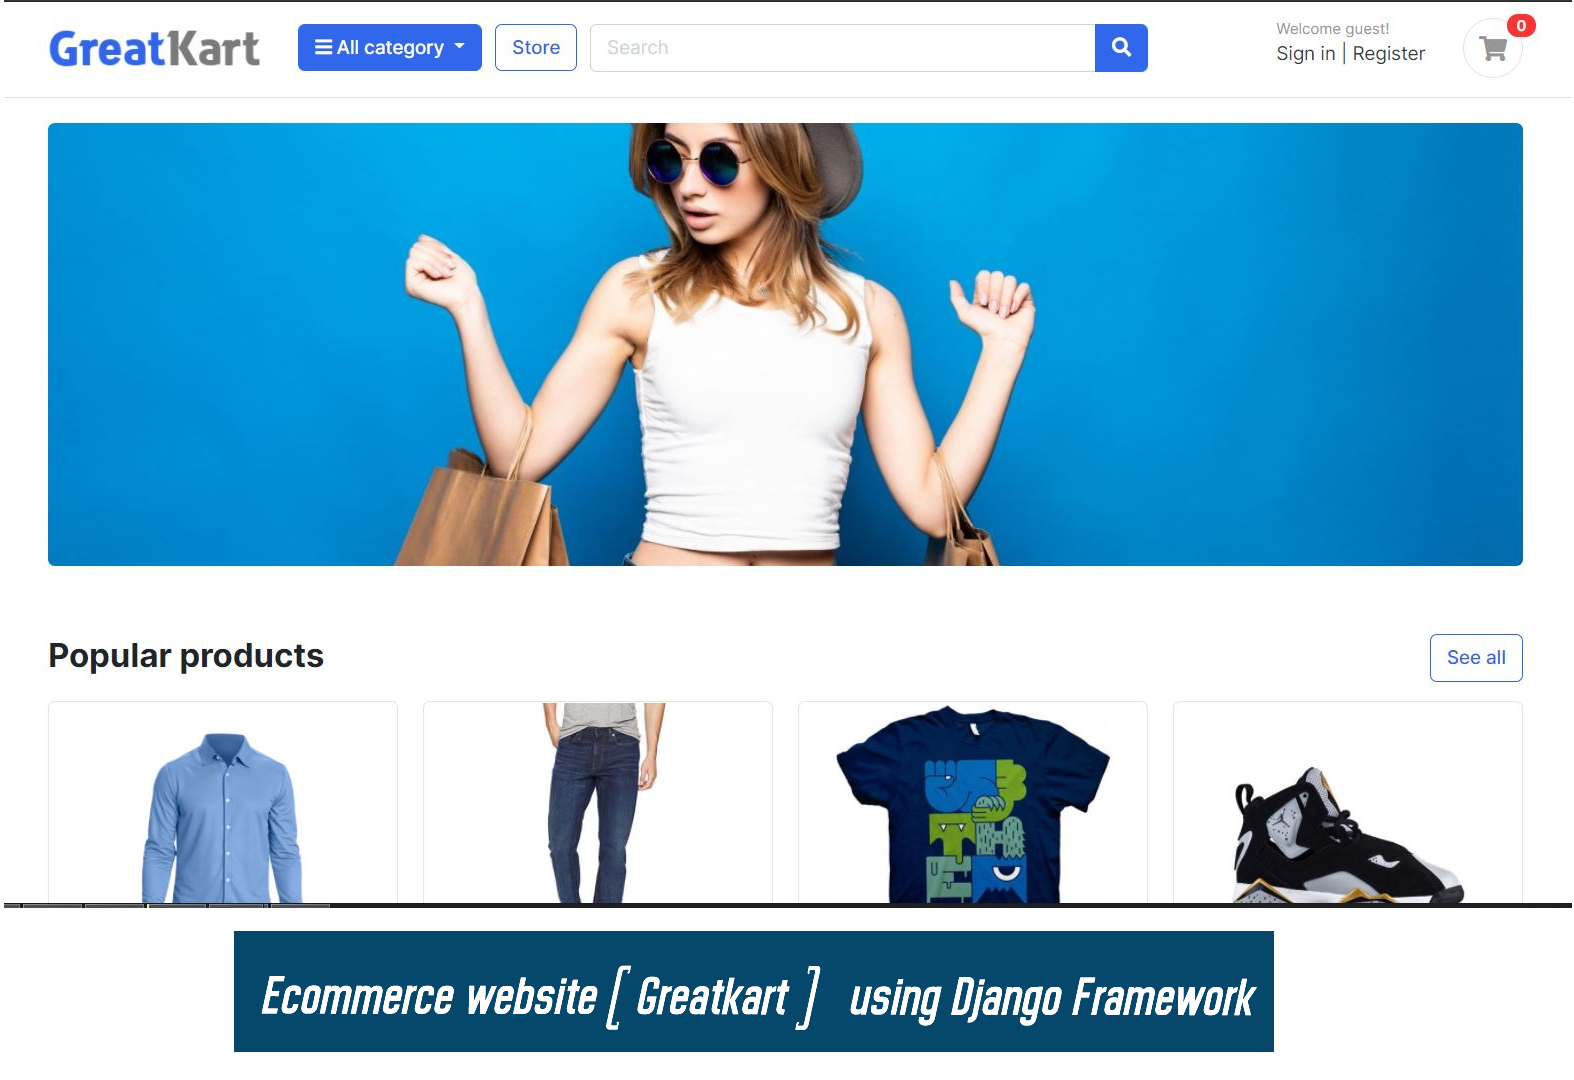 GreatKart
All category
Store
Search
Welcome guest!
Sign in | Register
0
Popular products
See all
Ecommerce website [ Greatkart ] using Django Framework